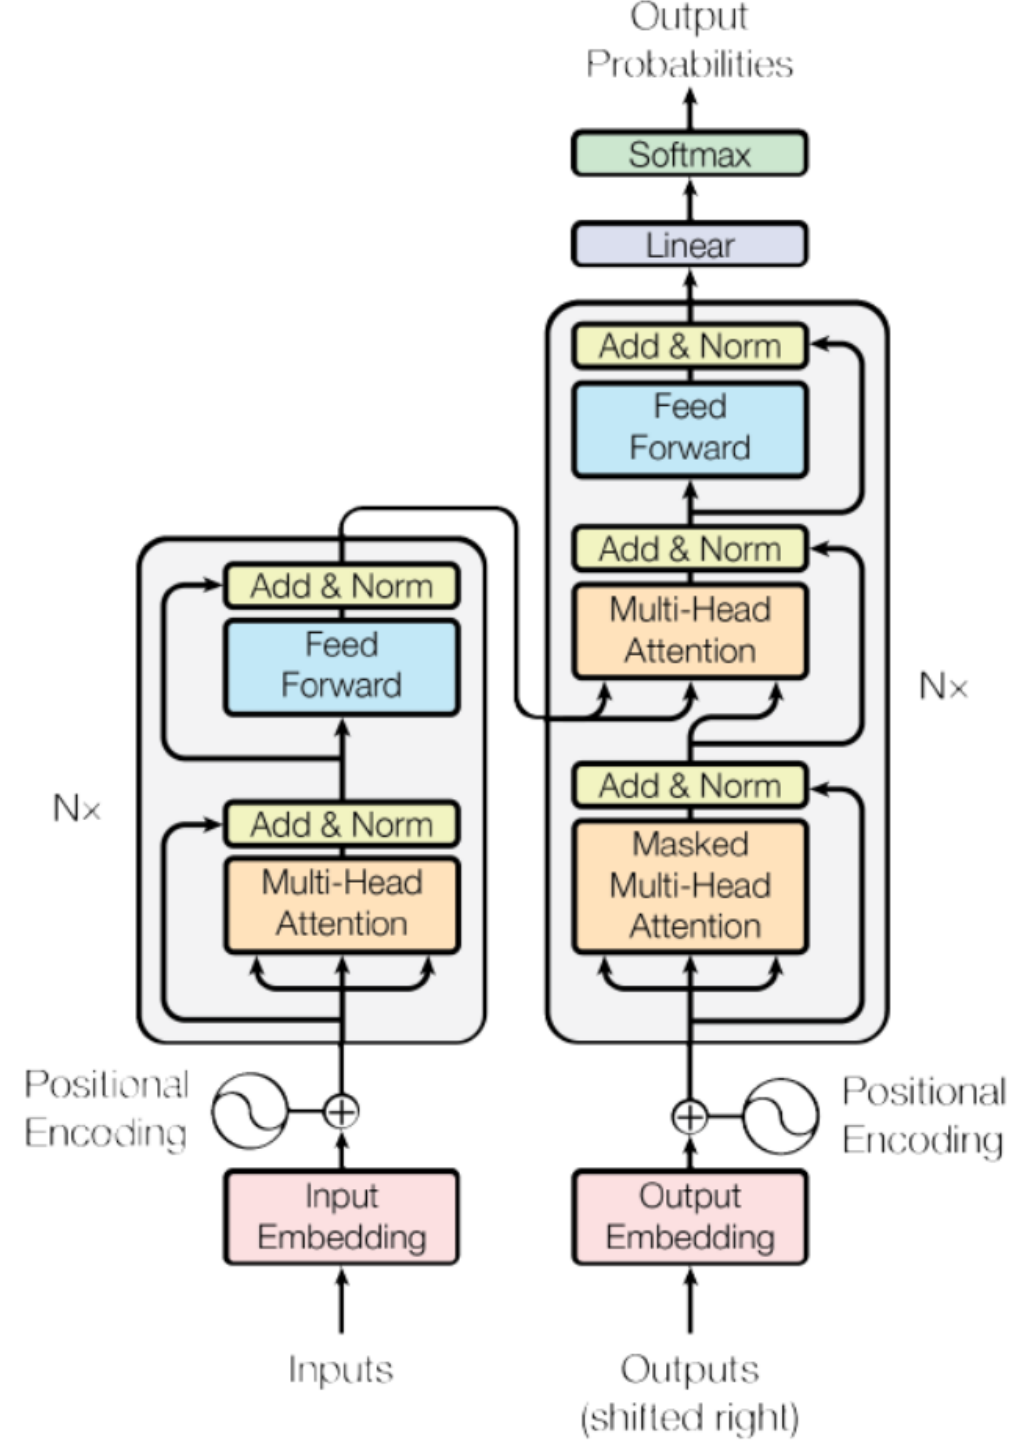 Output
Probabilities
Softmax
Linear
Add & Norm
Feed
Forward
Add & Norm
Multi-Head
Attention
Nx
Add & Norm
Masked
Multi-Head
Attention
Add & Norm
Feed
Forward
Nx
Add & Norm
Multi-Head
Attention
Positional
Encoding
Positional
Encoding
Input
Embedding
Output
Embedding
Inputs
Outputs
(shifted right)